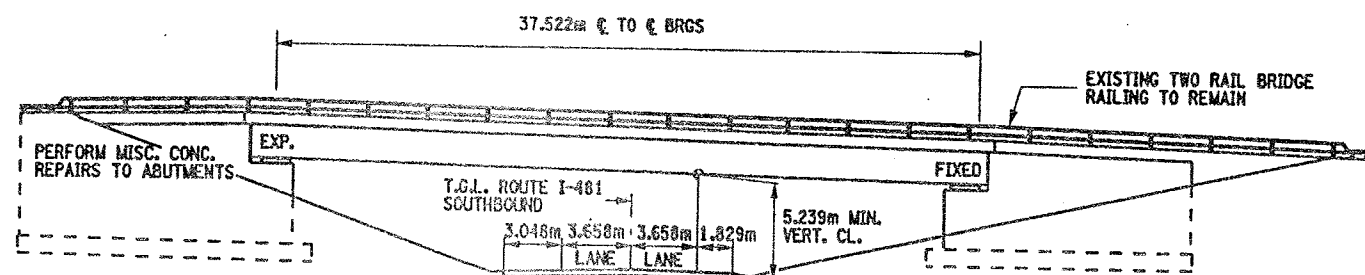 37.522m ℄ TO ℄ BRGS
EXISTING TWO RAIL BRIDGE
RAILING TO REMAIN
EXP.
PERFORM MISC. CONC.
REPAIRS TO ABUTMENTS
FIXED
T.G.L. ROUTE I-481
SOUTHBOUND
5.239m MIN.
VERT. CL.
3.048m 3.658m 3.658m 1.829m
LANE LANE